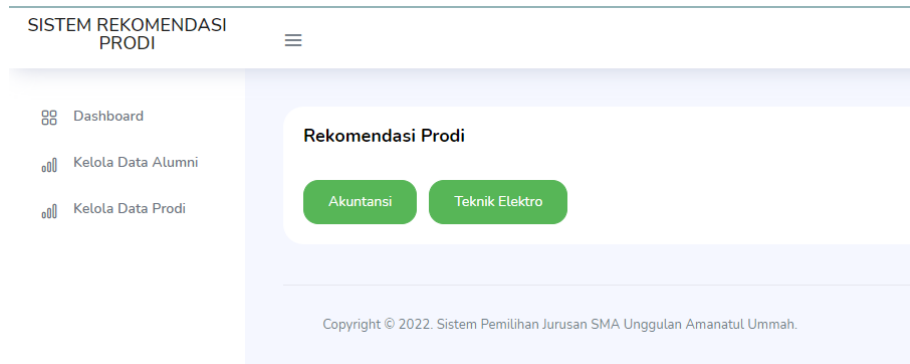 SISTEM REKOMENDASI
PRODI
Dashboard
Kelola Data Alumni
Kelola Data Prodi
Rekomendasi Prodi
Akuntansi
Teknik Elektro
Copyright © 2022. Sistem Pemilihan Jurusan SMA Unggulan Amanatul Ummah.